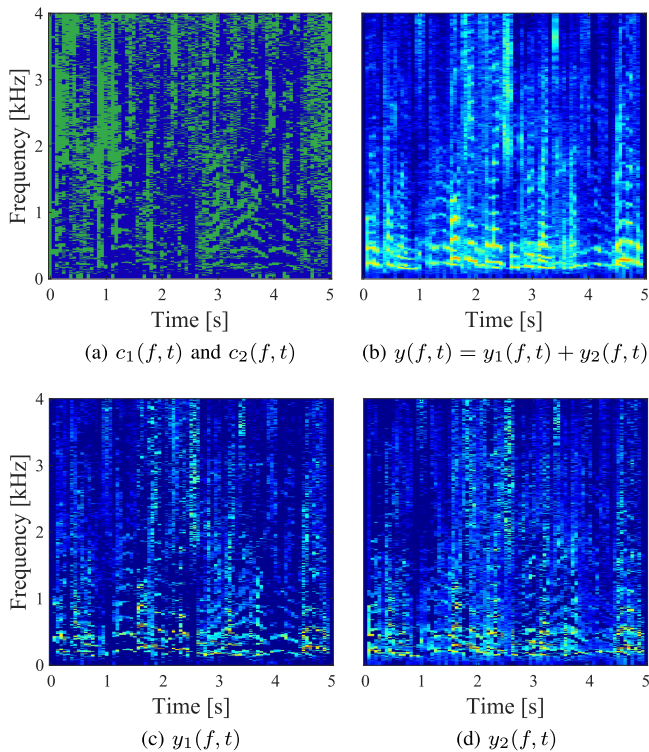 4
3
2
1
0
Frequency [kHz]
0 1 2 3 4 5
0 1 2 3 4 5
Time [s]
Time [s]
(a) c₁(f, t) and c₂(f, t)
(b) y(f, t) = y₁(f, t) + y₂(f, t)
4
3
2
1
0
Frequency [kHz]
0 1 2 3 4 5
0 1 2 3 4 5
Time [s]
Time [s]
(c) y₁(f, t)
(d) y₂(f, t)